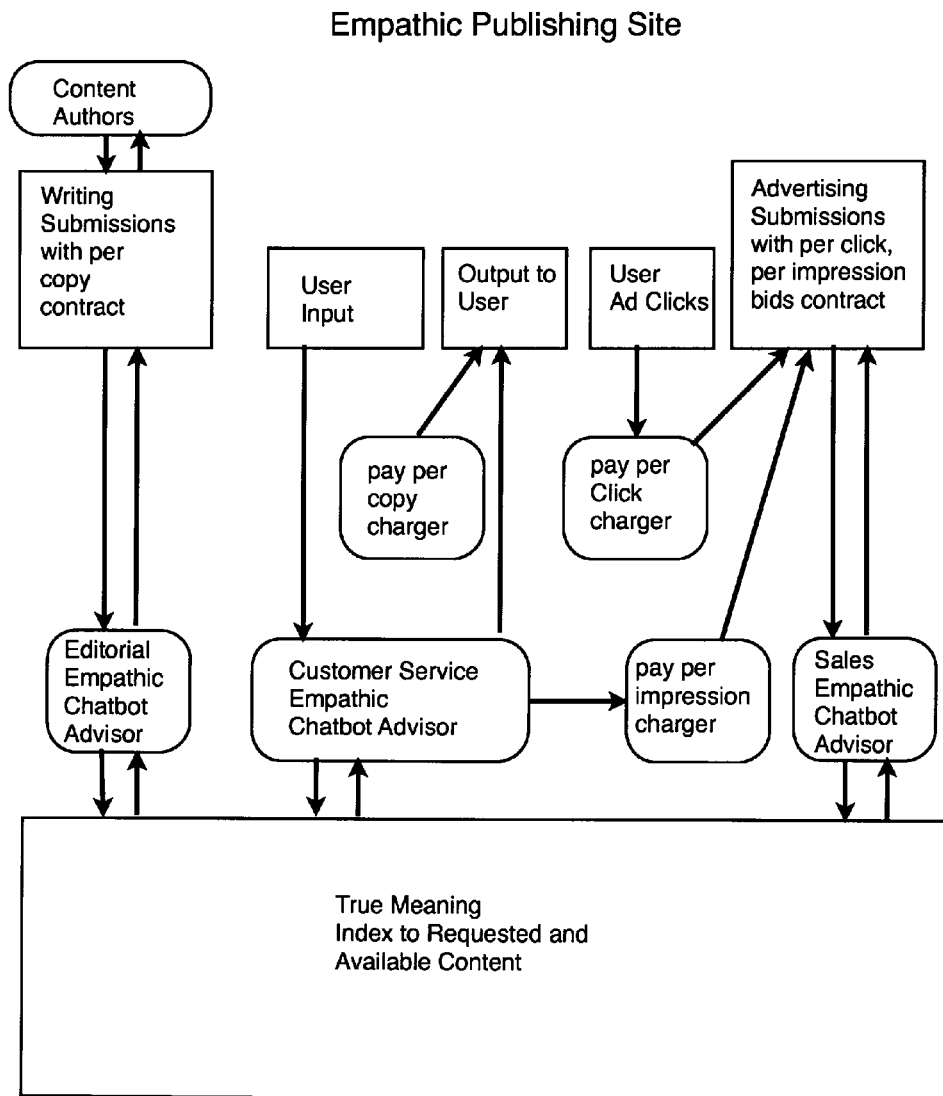 Empathic Publishing Site
Content
Authors
Writing
Submissions
with per
copy
contract
User
Input
Output to
User
User
Ad Clicks
Advertising
Submissions
with per click,
per impression
bids contract
pay per
copy
charger
pay per
Click
charger
Editorial
Empathic
Chatbot
Advisor
Customer Service
Empathic
Chatbot Advisor
pay per
impression
charger
Sales
Empathic
Chatbot
Advisor
True Meaning
Index to Requested and
Available Content